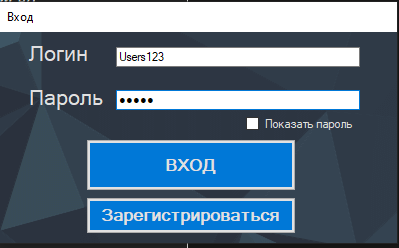 Вход
Логин Users123
Пароль •••••
Показать пароль
ВХОД
Зарегистрироваться